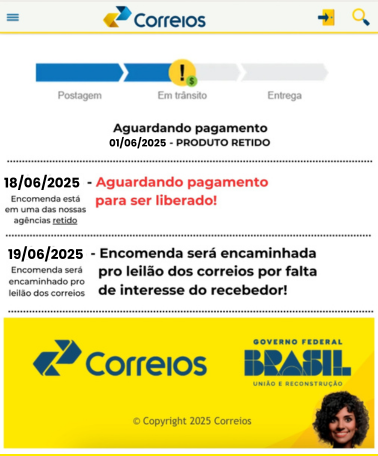 Correios
Postagem
Em trânsito
Entrega
Aguardando pagamento
01/06/2025 - PRODUTO RETIDO
18/06/2025 - Aguardando pagamento
para ser liberado!
Encomenda está
em uma das nossas
agências retido
19/06/2025 - Encomenda será encaminhada
pro leilão dos correios por falta
de interesse do recebedor!
Encomenda será
encaminhado pro
leilão dos correios
Correios
GOVERNO FEDERAL
BRASIL
UNIÃO E RECONSTRUÇÃO
© Copyright 2025 Correios